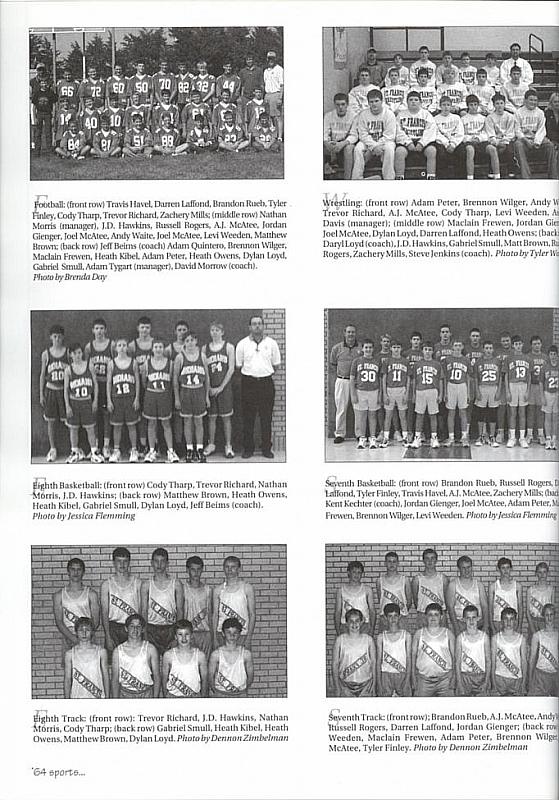 Football: (front row) Travis Havel, Darren Laffond, Brandon Rueb, Tyler
Finley, Cody Tharp, Trevor Richard, Zachery Mills; (middle row) Nathan
Morris (manager), J.D. Hawkins, Russell Rogers, A.J. McAtee, Jordan
Gienger, Joel McAtee, Andy Waite, Joel McAtee, Levi Weeden, Matthew
Brown; (back row) Jeff Beims (coach) Adam Quintero, Brennon Wilger,
Maclain Frewen, Heath Kibel, Adam Peter, Heath Owens, Dylan Loyd,
Gabriel Smull, Adam Tygart (manager), David Morrow (coach).
Photo by Brenda Day
Wrestling: (front row) Adam Peter, Brennon Wilger, Andy W
Trevor Richard, A.J. McAtee, Cody Tharp, Levi Weeden,
Davis (manager); (middle row) Maclain Frewen, Jordan Gie
Joel McAtee, Dylan Loyd, Darren Laffond, Heath Owens; (back
Daryl Loyd (coach), J.D. Hawkins, Gabriel Smull, Matt Brown, Ru
Rogers, Zachery Mills, Steve Jenkins (coach). Photo by Tyler
Eighth Basketball: (front row) Cody Tharp, Trevor Richard, Nathan
Morris, J.D. Hawkins; (back row) Matthew Brown, Heath Owens,
Heath Kibel, Gabriel Smull, Dylan Loyd, Jeff Beims (coach).
Photo by Jessica Flemming
Seventh Basketball: (front row) Brandon Rueb, Russell Rogers,
Laffond, Tyler Finley, Travis Havel, A.J. McAtee, Zachery Mills; (bac
Kent Kechter (coach), Jordan Gienger, Joel McAtee, Adam Peter,
Frewen, Brennon Wilger, Levi Weeden. Photo by Jessica Flemming
Eighth Track: (front row): Trevor Richard, J.D. Hawkins, Nathan
Morris, Cody Tharp; (back row) Gabriel Smull, Heath Kibel, Heath
Owens, Matthew Brown, Dylan Loyd. Photo by Dennon Zimbelman
Seventh Track: (front row); Brandon Rueb, A.J. McAtee, Andy
Russell Rogers, Darren Laffond, Jordan Gienger; (back row
Weeden, Maclain Frewen, Adam Peter, Brennon Wilge
McAtee, Tyler Finley. Photo by Dennon Zimbelman
'64 sports...